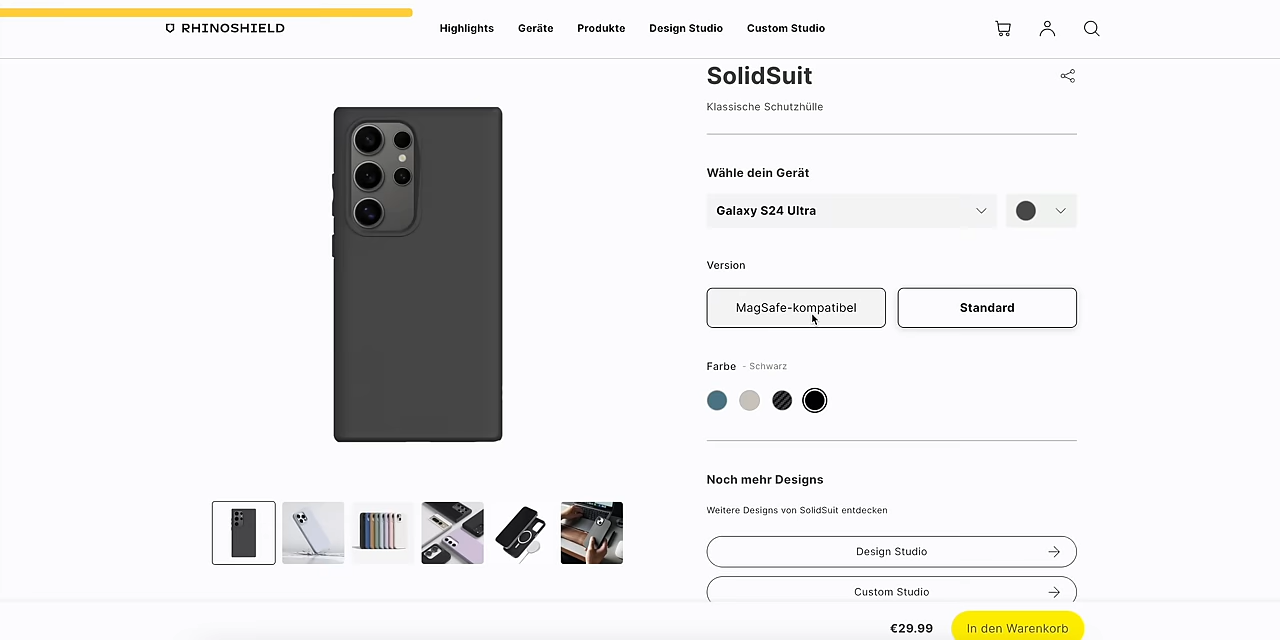 RHINOSHIELD
Highlights
Geräte
Produkte
Design Studio
Custom Studio
SolidSuit
Klassische Schutzhülle
Wähle dein Gerät
Galaxy S24 Ultra
Version
MagSafe-kompatibel
Standard
Farbe - Schwarz
Noch mehr Designs
Weitere Designs von SolidSuit entdecken
Design Studio
Custom Studio
€29.99
In den Warenkorb